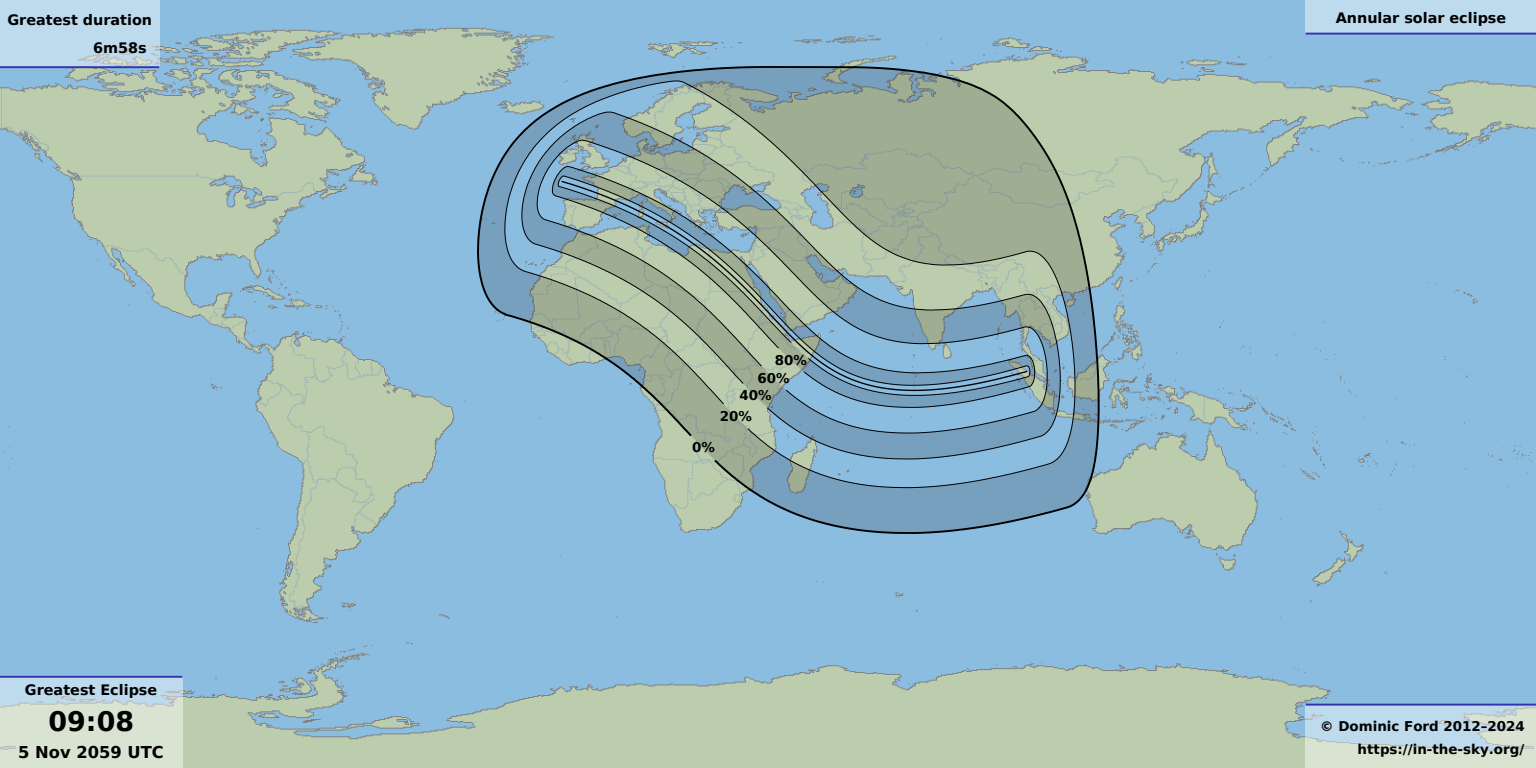 Greatest duration
6m58s
Annular solar eclipse
80%
60%
40%
20%
0%
Greatest Eclipse
09:08
5 Nov 2059 UTC
© Dominic Ford 2012–2024
https://in-the-sky.org/